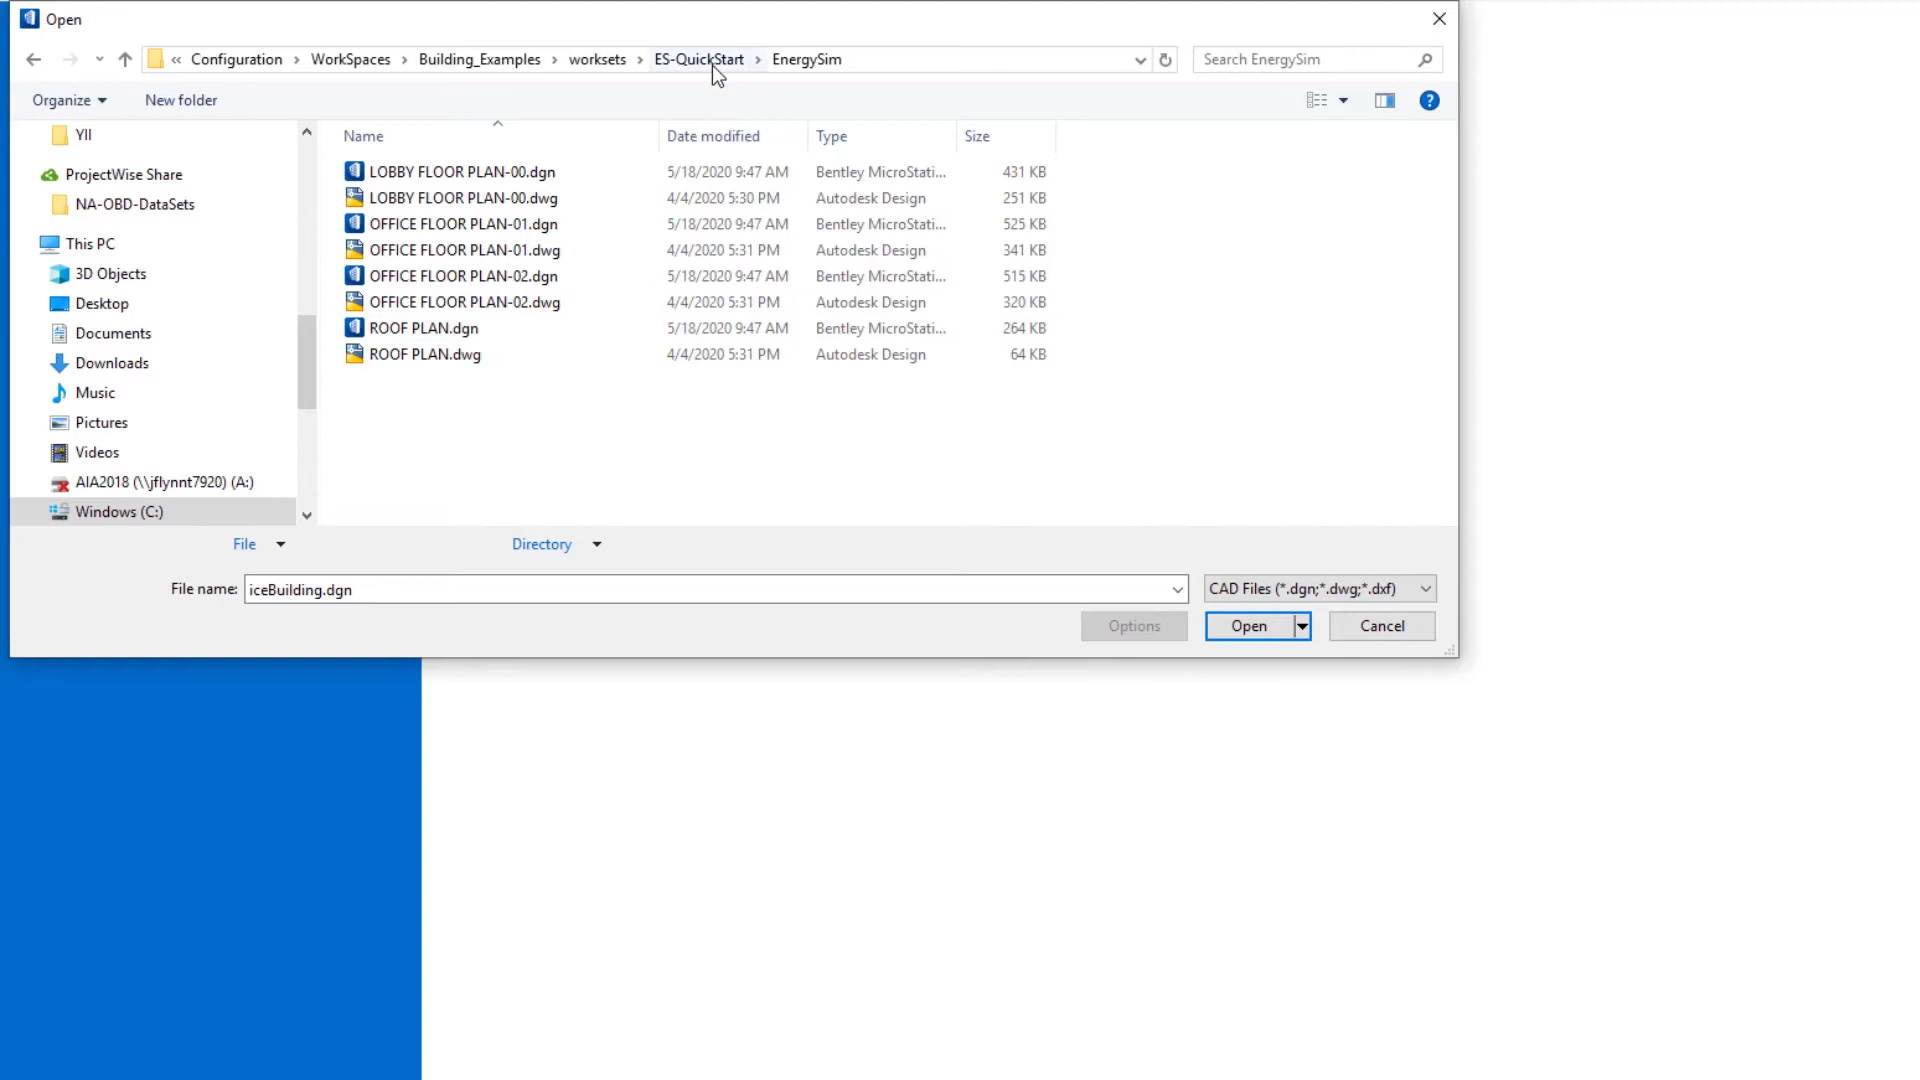 Open
« Configuration > WorkSpaces > Building_Examples > worksets > ES-QuickStart > EnergySim
Search EnergySim
Organize New folder
YII
ProjectWise Share
NA-OBD-DataSets
This PC
3D Objects
Desktop
Documents
Downloads
Music
Pictures
Videos
AIA2018 (\\jflynnt7920) (A:)
Windows (C:)
Name Date modified Type Size
LOBBY FLOOR PLAN-00.dgn 5/18/2020 9:47 AM Bentley MicroStati... 431 KB
LOBBY FLOOR PLAN-00.dwg 4/4/2020 5:30 PM Autodesk Design 251 KB
OFFICE FLOOR PLAN-01.dgn 5/18/2020 9:47 AM Bentley MicroStati... 525 KB
OFFICE FLOOR PLAN-01.dwg 4/4/2020 5:31 PM Autodesk Design 341 KB
OFFICE FLOOR PLAN-02.dgn 5/18/2020 9:47 AM Bentley MicroStati... 515 KB
OFFICE FLOOR PLAN-02.dwg 4/4/2020 5:31 PM Autodesk Design 320 KB
ROOF PLAN.dgn 5/18/2020 9:47 AM Bentley MicroStati... 264 KB
ROOF PLAN.dwg 4/4/2020 5:31 PM Autodesk Design 64 KB
File Directory
File name: iceBuilding.dgn CAD Files (*.dgn;*.dwg;*.dxf)
Options Open Cancel